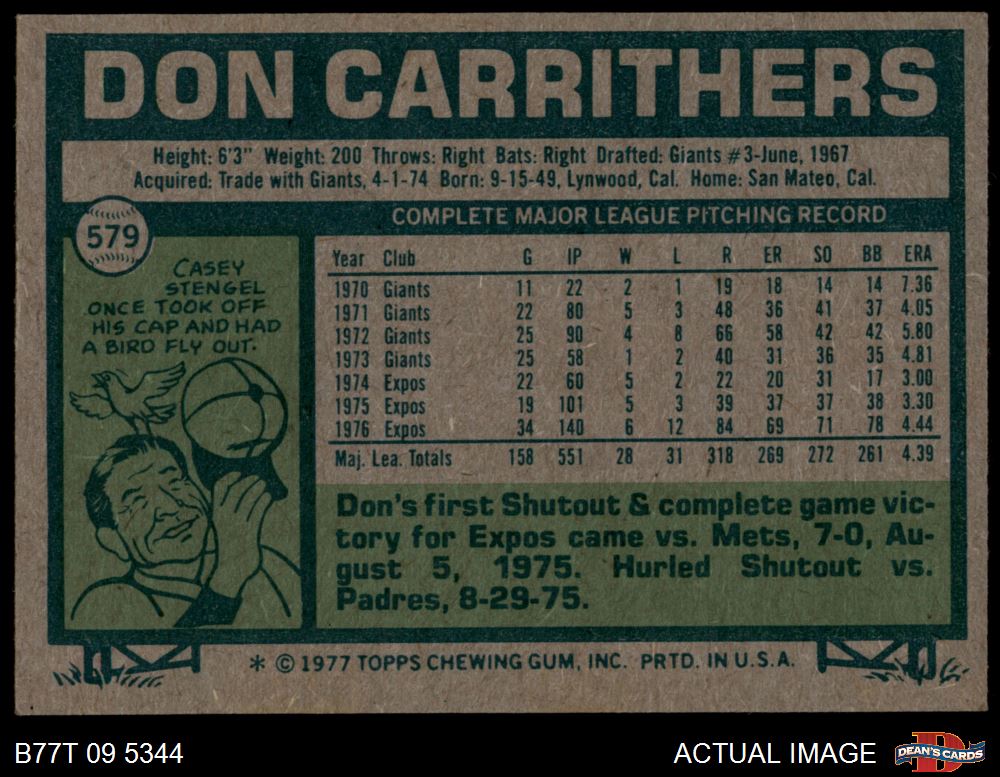 DON CARRITHERS
Height: 6'3" Weight: 200 Throws: Right Bats: Right Drafted: Giants #3-June, 1967
Acquired: Trade with Giants, 4-1-74 Born: 9-15-49, Lynwood, Cal. Home: San Mateo, Cal.
579
CASEY
STENGEL
ONCE TOOK OFF
HIS CAP AND HAD
A BIRD FLY OUT.
COMPLETE MAJOR LEAGUE PITCHING RECORD
Year Club G IP W L R ER SO BB ERA
1970 Giants 11 22 2 1 19 18 14 14 7.36
1971 Giants 22 80 5 3 48 36 41 37 4.05
1972 Giants 25 90 4 8 66 58 42 42 5.80
1973 Giants 25 58 1 2 40 31 36 35 4.81
1974 Expos 22 60 5 2 22 20 31 17 3.00
1975 Expos 19 101 5 3 39 37 37 38 3.30
1976 Expos 34 140 6 12 84 69 71 78 4.44
Maj. Lea. Totals 158 551 28 31 318 269 272 261 4.39
Don's first Shutout & complete game vic-
tory for Expos came vs. Mets, 7-0, Au-
gust 5, 1975. Hurled Shutout vs.
Padres, 8-29-75.
* © 1977 TOPPS CHEWING GUM, INC. PRTD. IN U.S.A.
B77T 09 5344
ACTUAL IMAGE
D
DEAN'S CARDS